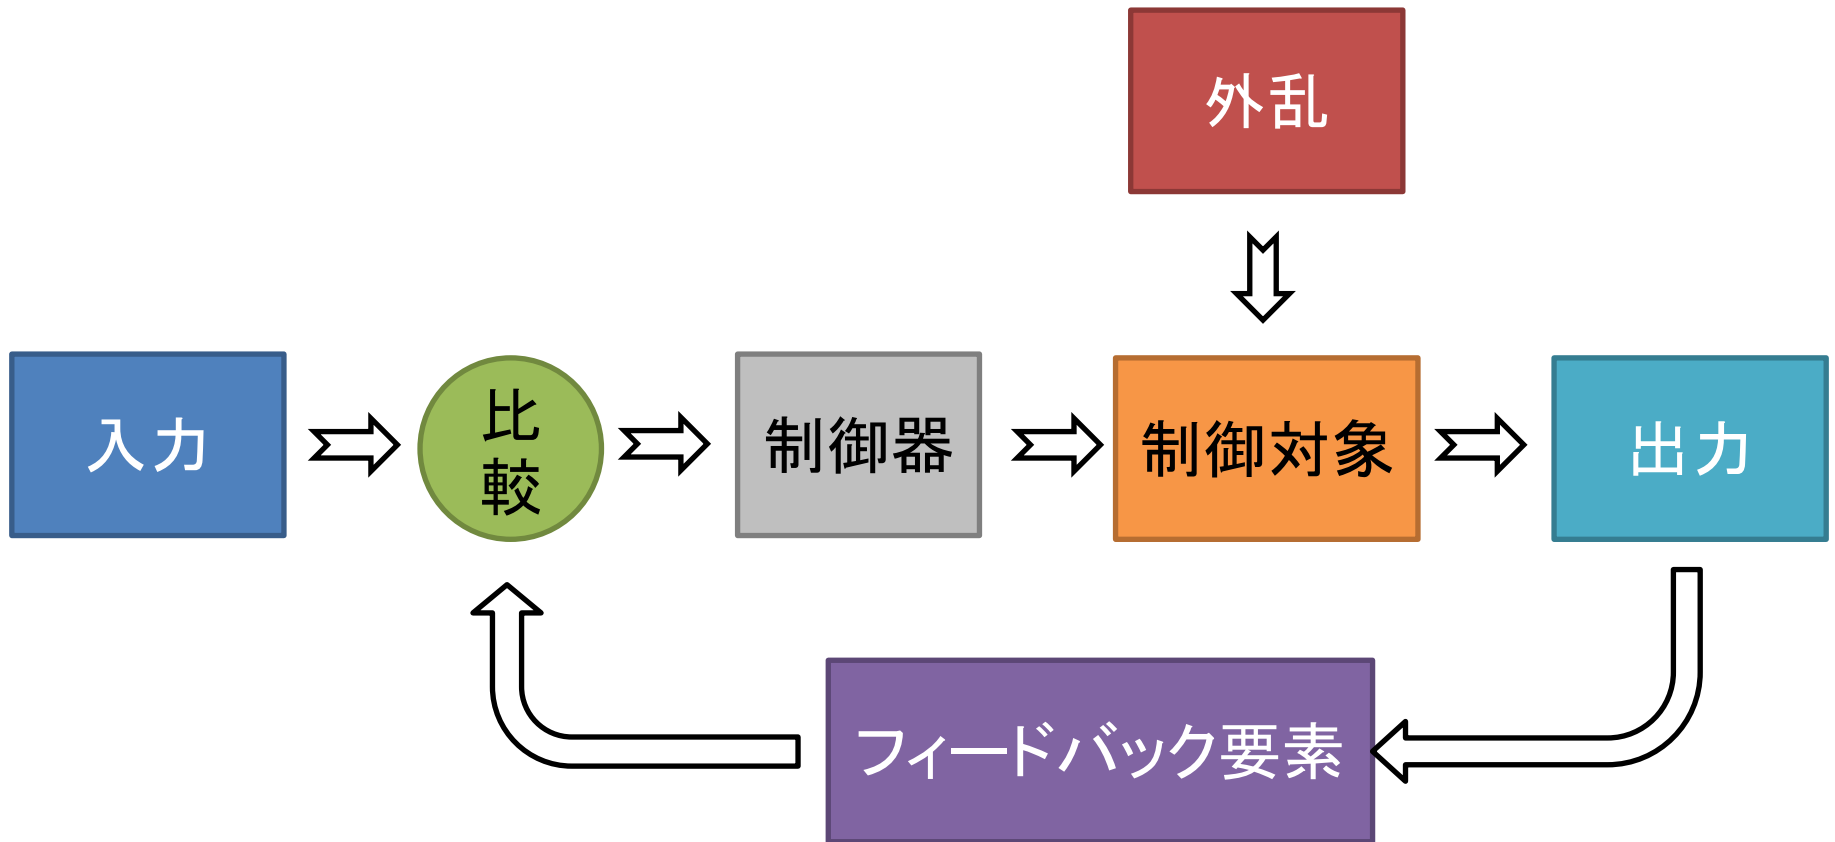 外乱
入力
比
較
制御器
制御対象
出力
フィードバック要素